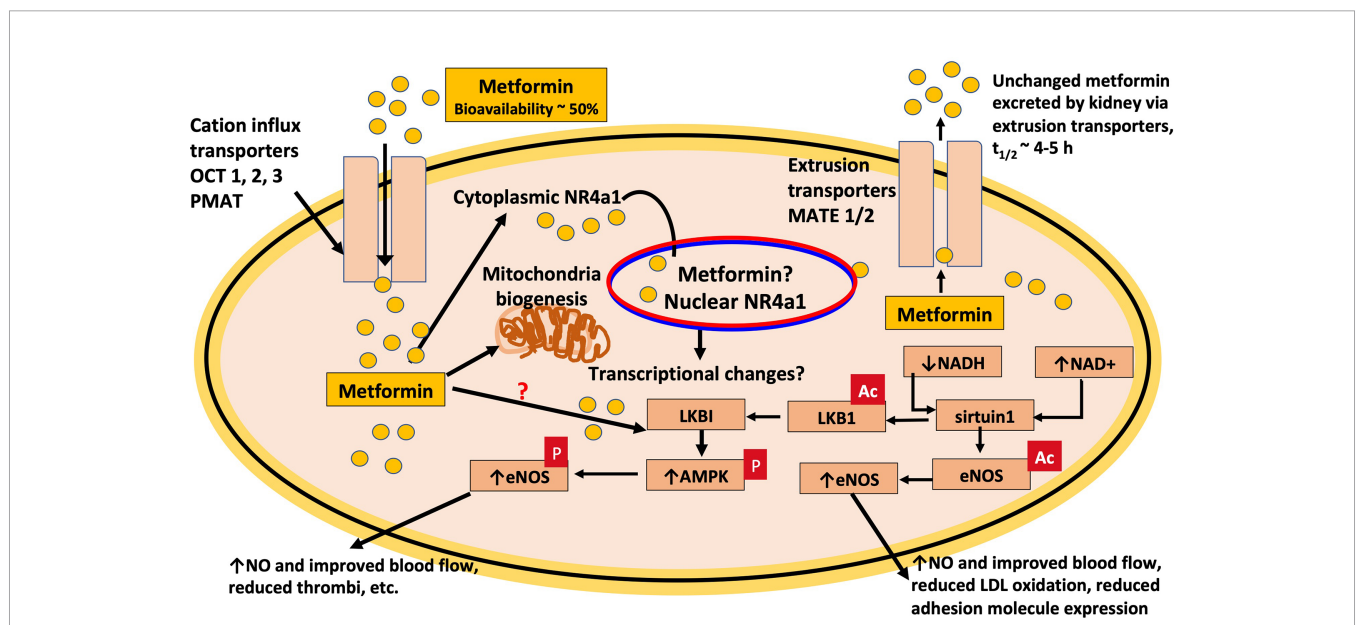 Metformin
Bioavailability ~ 50%
Cation influx
transporters
OCT 1, 2, 3
PMAT
Unchanged metformin
excreted by kidney via
extrusion transporters,
t1/2 ~ 4-5 h
Extrusion
transporters
MATE 1/2
Cytoplasmic NR4a1
Mitochondria
biogenesis
Metformin?
Nuclear NR4a1
Metformin
Transcriptional changes?
Metformin
?
↓NADH
↑NAD+
LKBI
LKB1
Ac
sirtuin1
↑eNOS
P
↑AMPK
P
↑eNOS
eNOS
Ac
↑NO and improved blood flow,
reduced thrombi, etc.
↑NO and improved blood flow,
reduced LDL oxidation, reduced
adhesion molecule expression